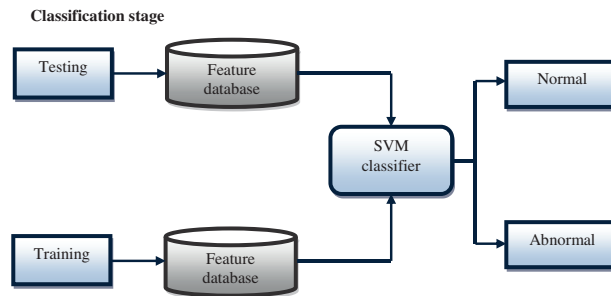 Classification stage
Testing
Feature
database
Normal
SVM
classifier
Training
Feature
database
Abnormal